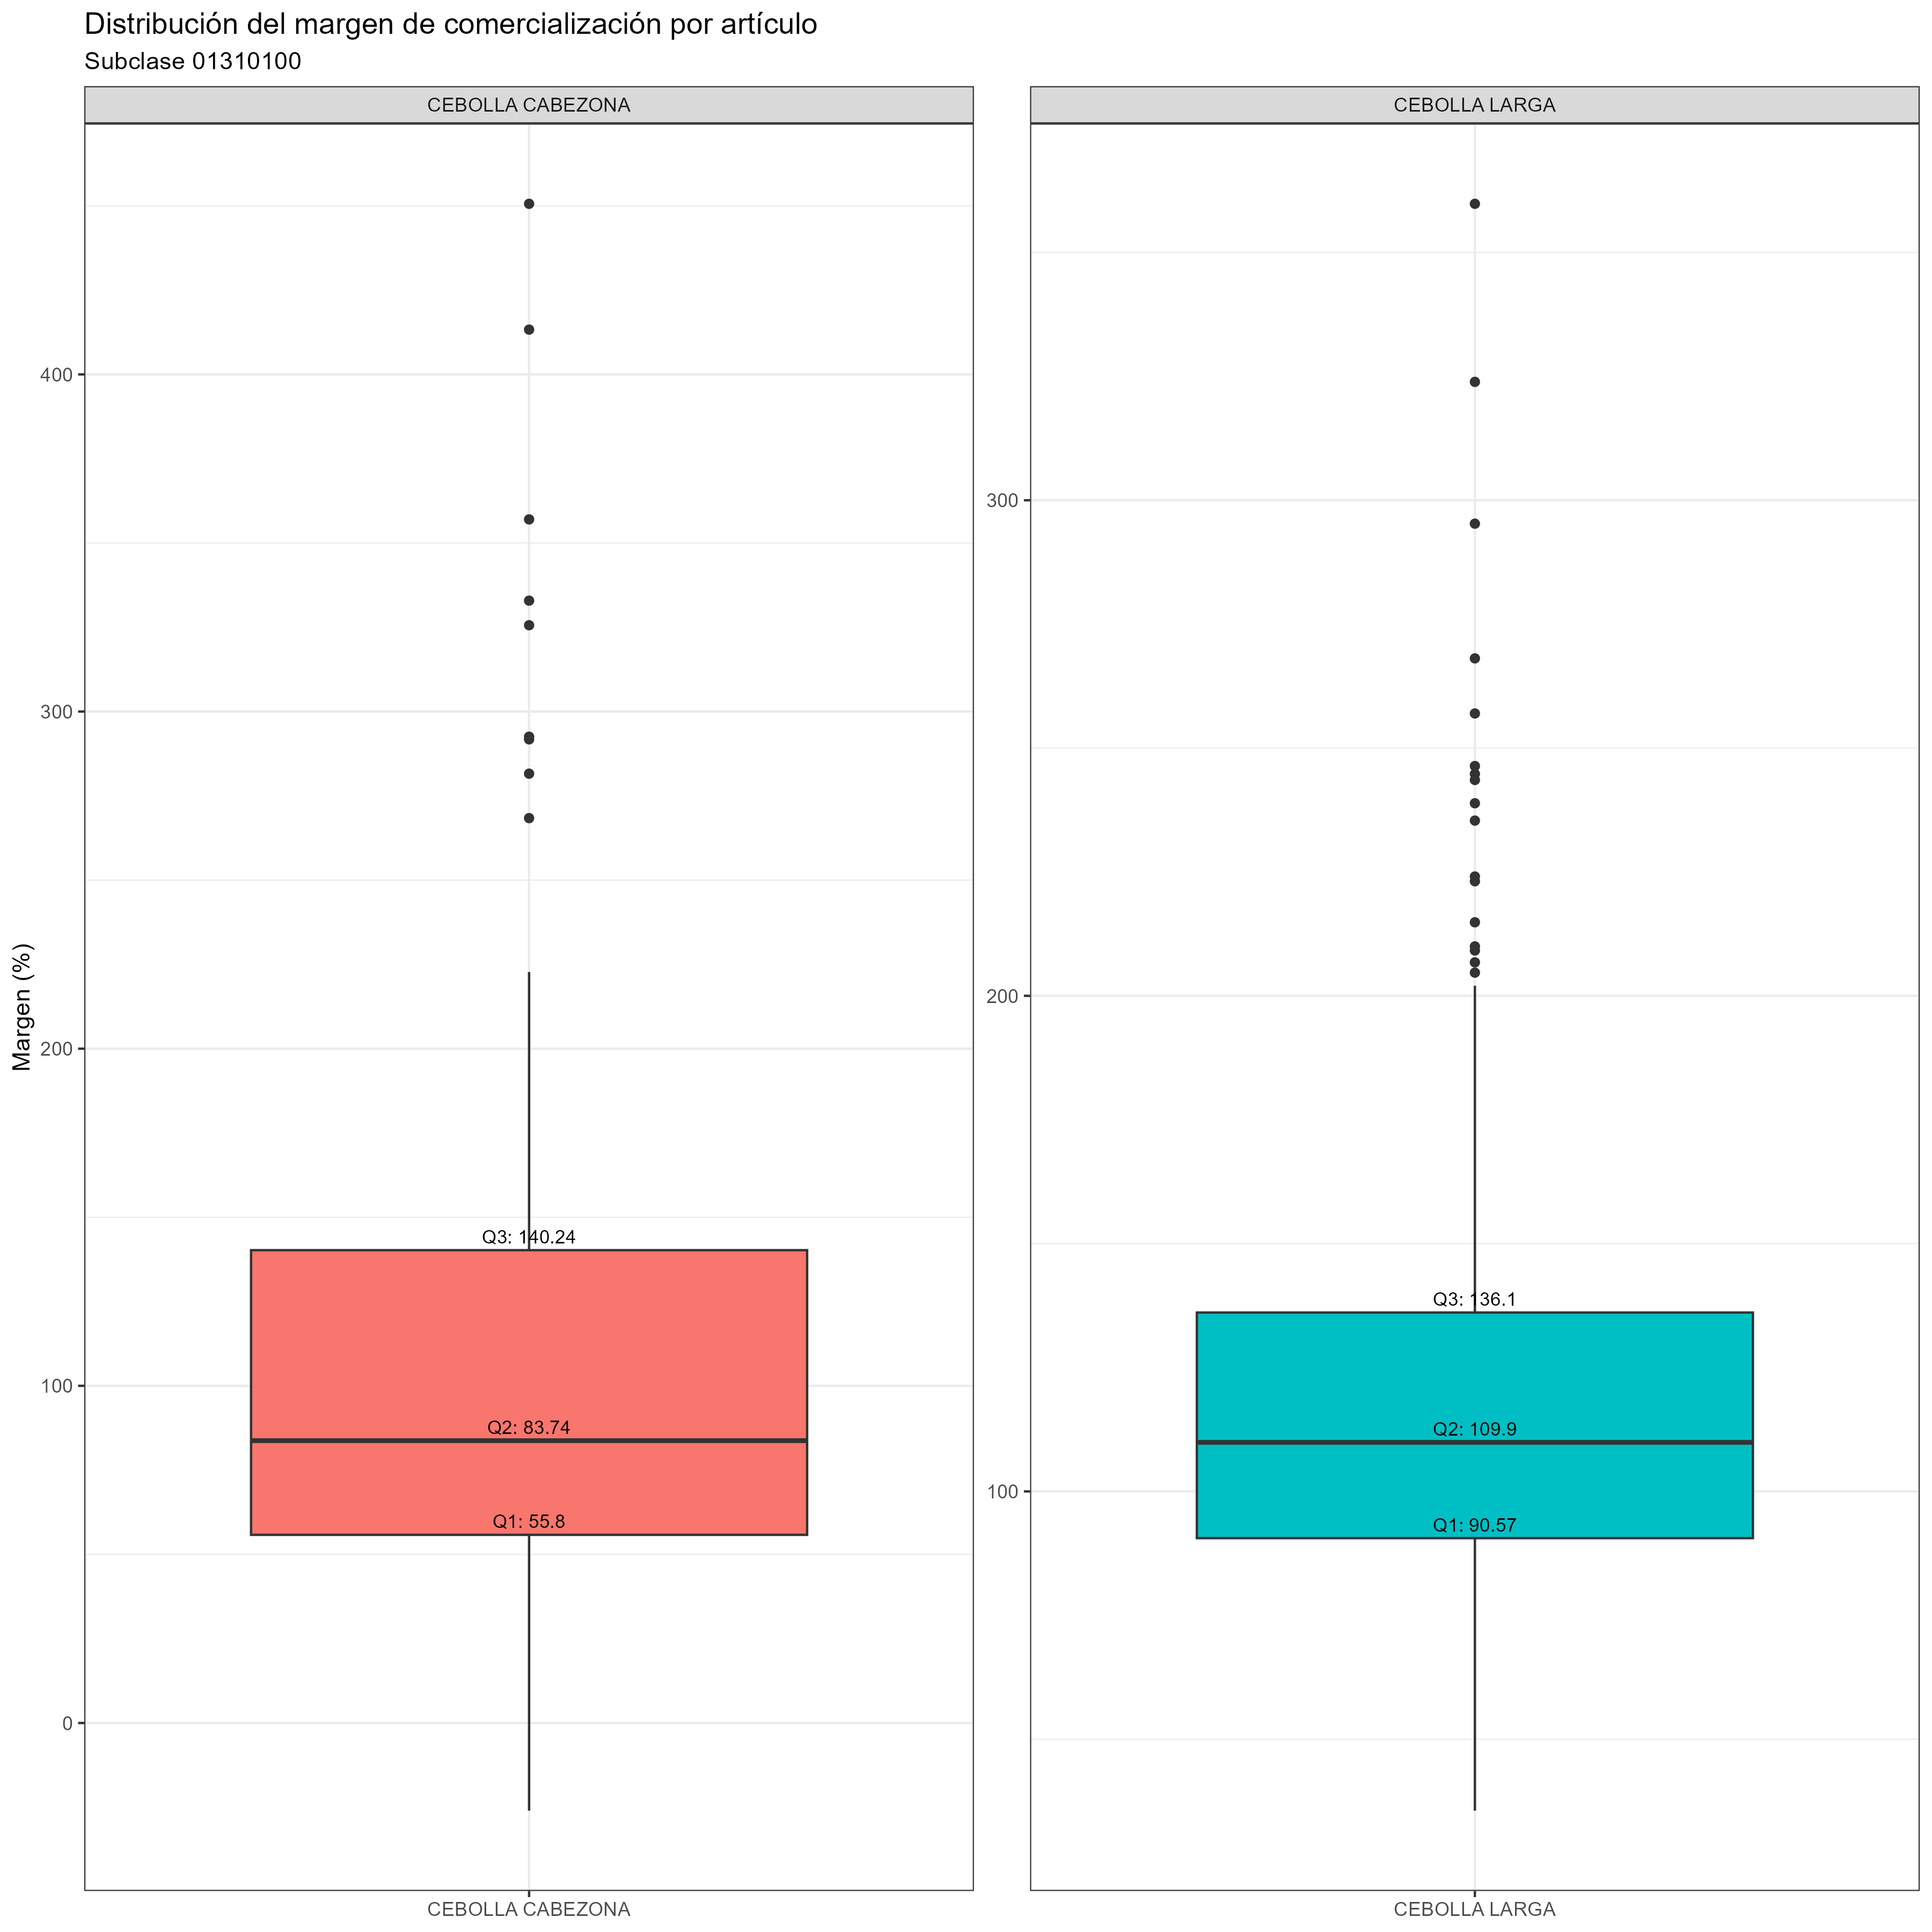 Distribución del margen de comercialización por artículo
Subclase 01310100
CEBOLLA CABEZONA
CEBOLLA LARGA
Margen (%)
400
300
200
100
0
Q3: 140.24
Q2: 83.74
Q1: 55.8
CEBOLLA CABEZONA
300
200
100
Q3: 136.1
Q2: 109.9
Q1: 90.57
CEBOLLA LARGA